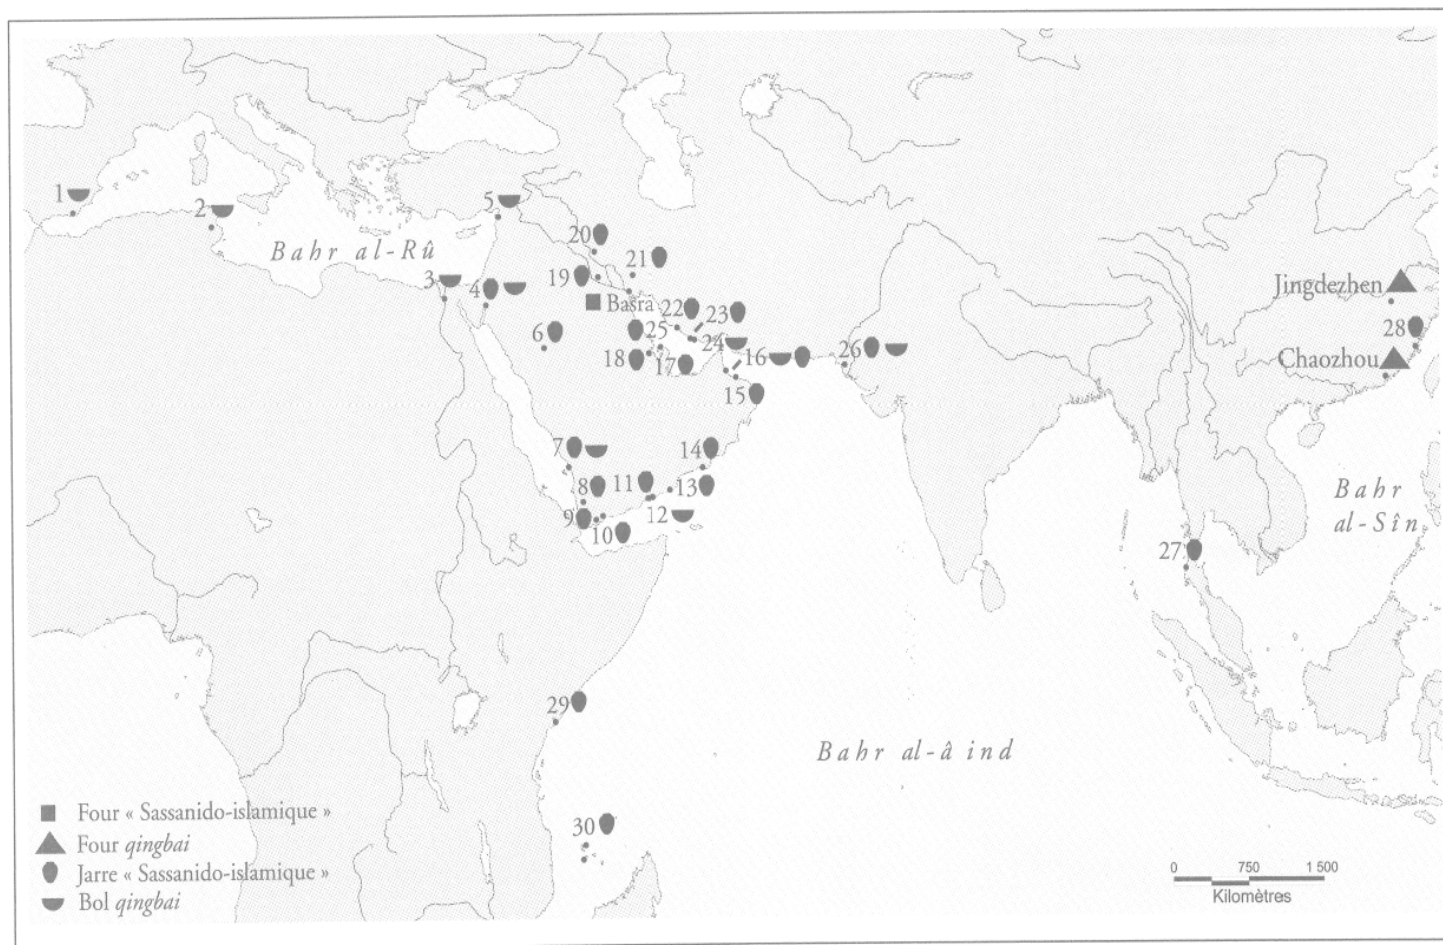 1
2
3
4
5
6
7
8
9
10
11
12
13
14
15
16
17
18
19
20
21
22
23
24
25
26
27
28
29
30
Bahr al-Rû
Basra
Jingdezhen
Chaozhou
Bahr
al-Sîn
Bahr al-â ind
Four « Sassanido-islamique »
Four qingbai
Jarre « Sassanido-islamique »
Bol qingbai
0 750 1 500
Kilomètres